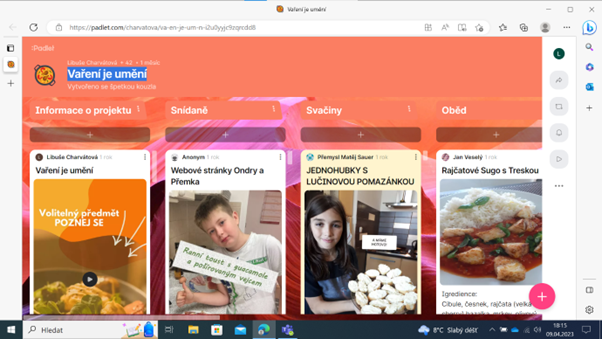 Vaření je umění
https://padlet.com/charvatova/va-en-je-um-n-i2u0yyjc9zqrcdd8
Padlet
Libuše Charvátová • 42 • 1 měsíc
Vaření je umění
Vytvořeno se špetkou kouzla
Informace o projektu
Snídaně
Svačiny
Oběd
Libuše Charvátová 1 rok
Vaření je umění
Volitelný předmět
POZNEJ SE
Anonym 1 rok
Webové stránky Ondry a
Přemka
Ranní toust s guacamole
a pošírovaným vejcem
Přemysl Matěj Sauer 1 rok
JEDNOHUBKY S
LUČINOVOU POMAZÁNKOU
A MÁME
HOTOVO
Jan Veselý 1 rok
Rajčatové Sugo s Treskou
Igredience:
Cibule, česnek, rajčata (velká
L
Hledat
8°C Slabý déšť
18:15
09.04.2023